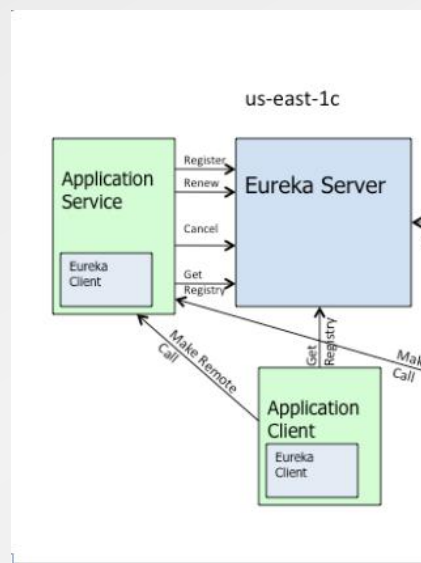 us-east-1c
Application
Service
Eureka
Client
Register
Renew
Cancel
Get
Registry
Eureka Server
Make Remote
Call
Get
Registry
Call
Application
Client
Eureka
Client